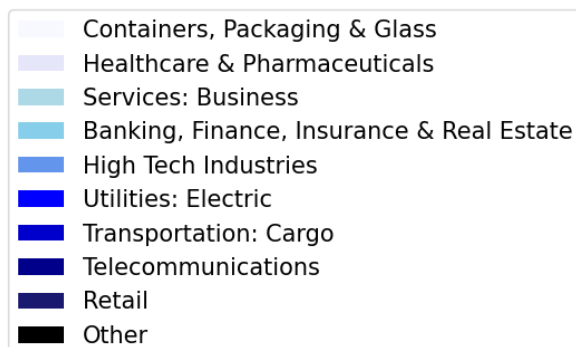 Containers, Packaging & Glass
Healthcare & Pharmaceuticals
Services: Business
Banking, Finance, Insurance & Real Estate
High Tech Industries
Utilities: Electric
Transportation: Cargo
Telecommunications
Retail
Other